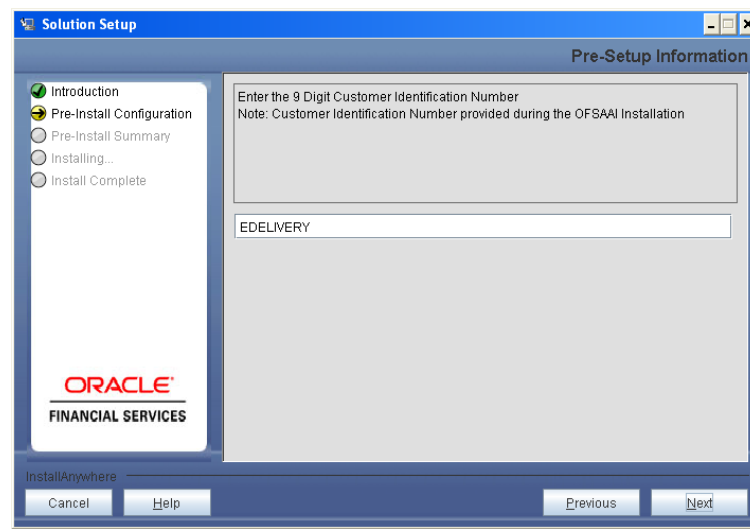 Solution Setup
Pre-Setup Information
Introduction
Pre-Install Configuration
Pre-Install Summary
Installing...
Install Complete
Enter the 9 Digit Customer Identification Number
Note: Customer Identification Number provided during the OFSAAI Installation
EDELIVERY
ORACLE
FINANCIAL SERVICES
InstallAnywhere
Cancel
Help
Previous
Next